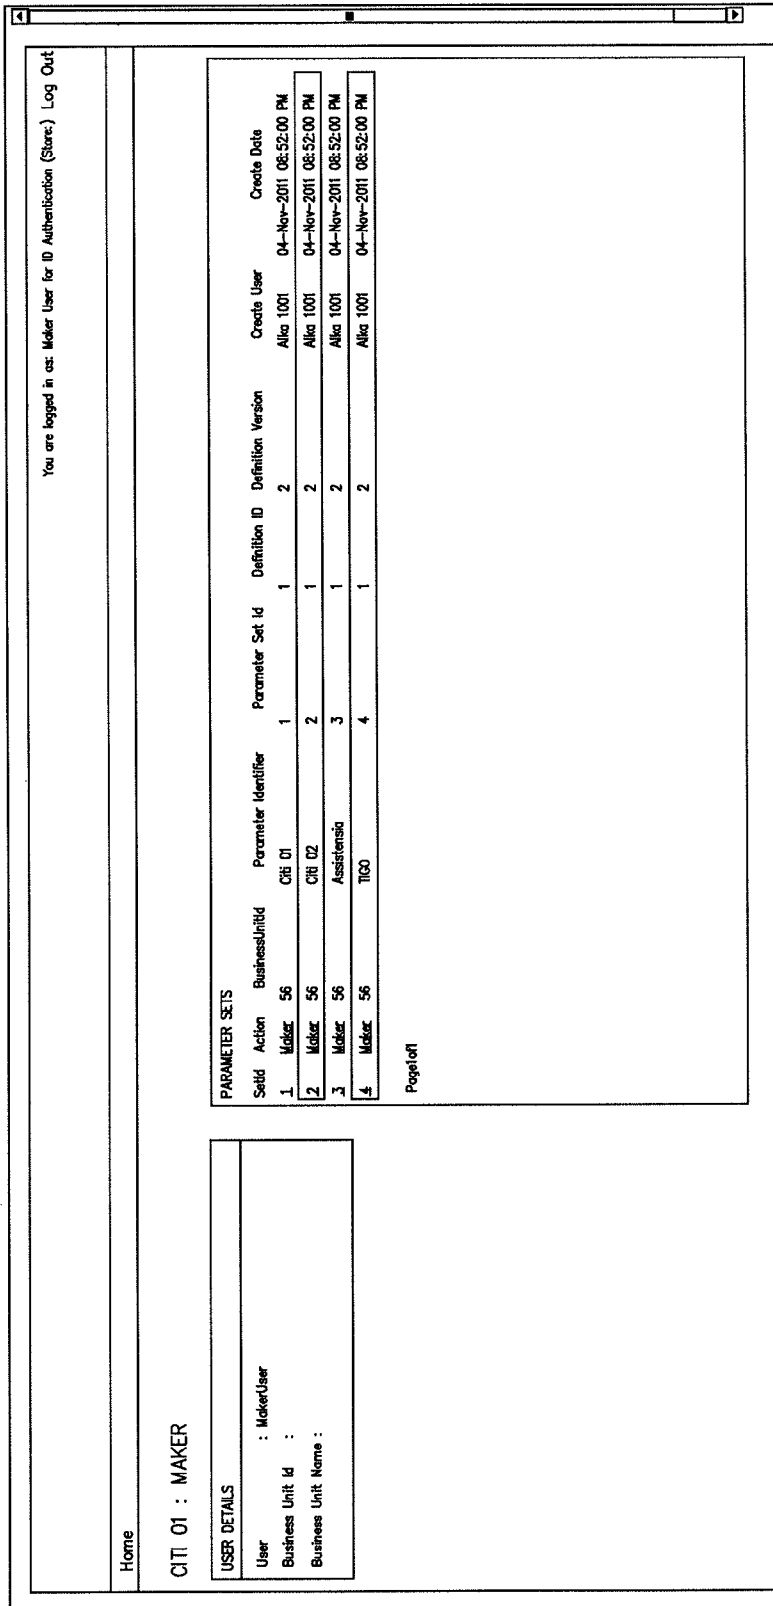 You are logged in as: Maker User for ID Authentication (Store:) Log Out
Home
CITI 01 : MAKER
USER DETAILS
User : MakerUser
Business Unit Id :
Business Unit Name :
PARAMETER SETS
SetId Action BusinessUnitId Parameter Identifier Parameter Set Id Definition ID Definition Version Create User Create Date
1 Maker 56 Citi 01 1 1 2 Alka 1001 04-Nov-2011 08:52:00 PM
2 Maker 56 Citi 02 2 1 2 Alka 1001 04-Nov-2011 08:52:00 PM
3 Maker 56 Assistensia 3 1 2 Alka 1001 04-Nov-2011 08:52:00 PM
4 Maker 56 TIGO 4 1 2 Alka 1001 04-Nov-2011 08:52:00 PM
Page1of1